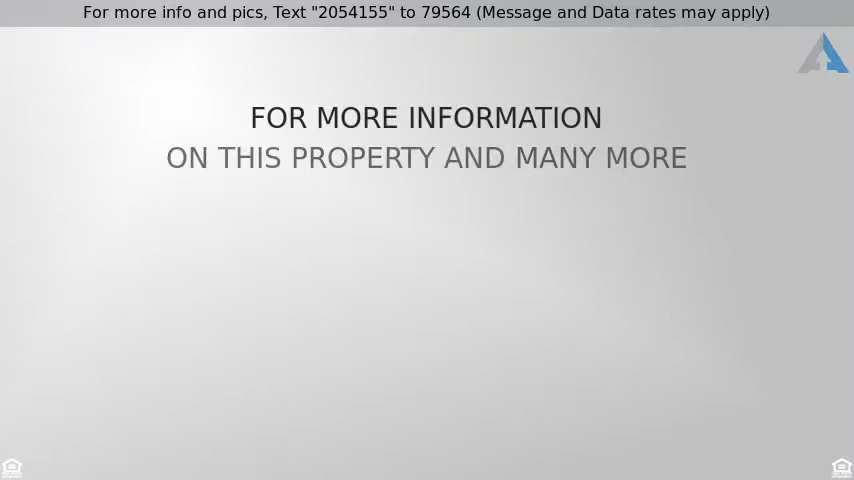 For more info and pics, Text "2054155" to 79564 (Message and Data rates may apply)
FOR MORE INFORMATION
ON THIS PROPERTY AND MANY MORE